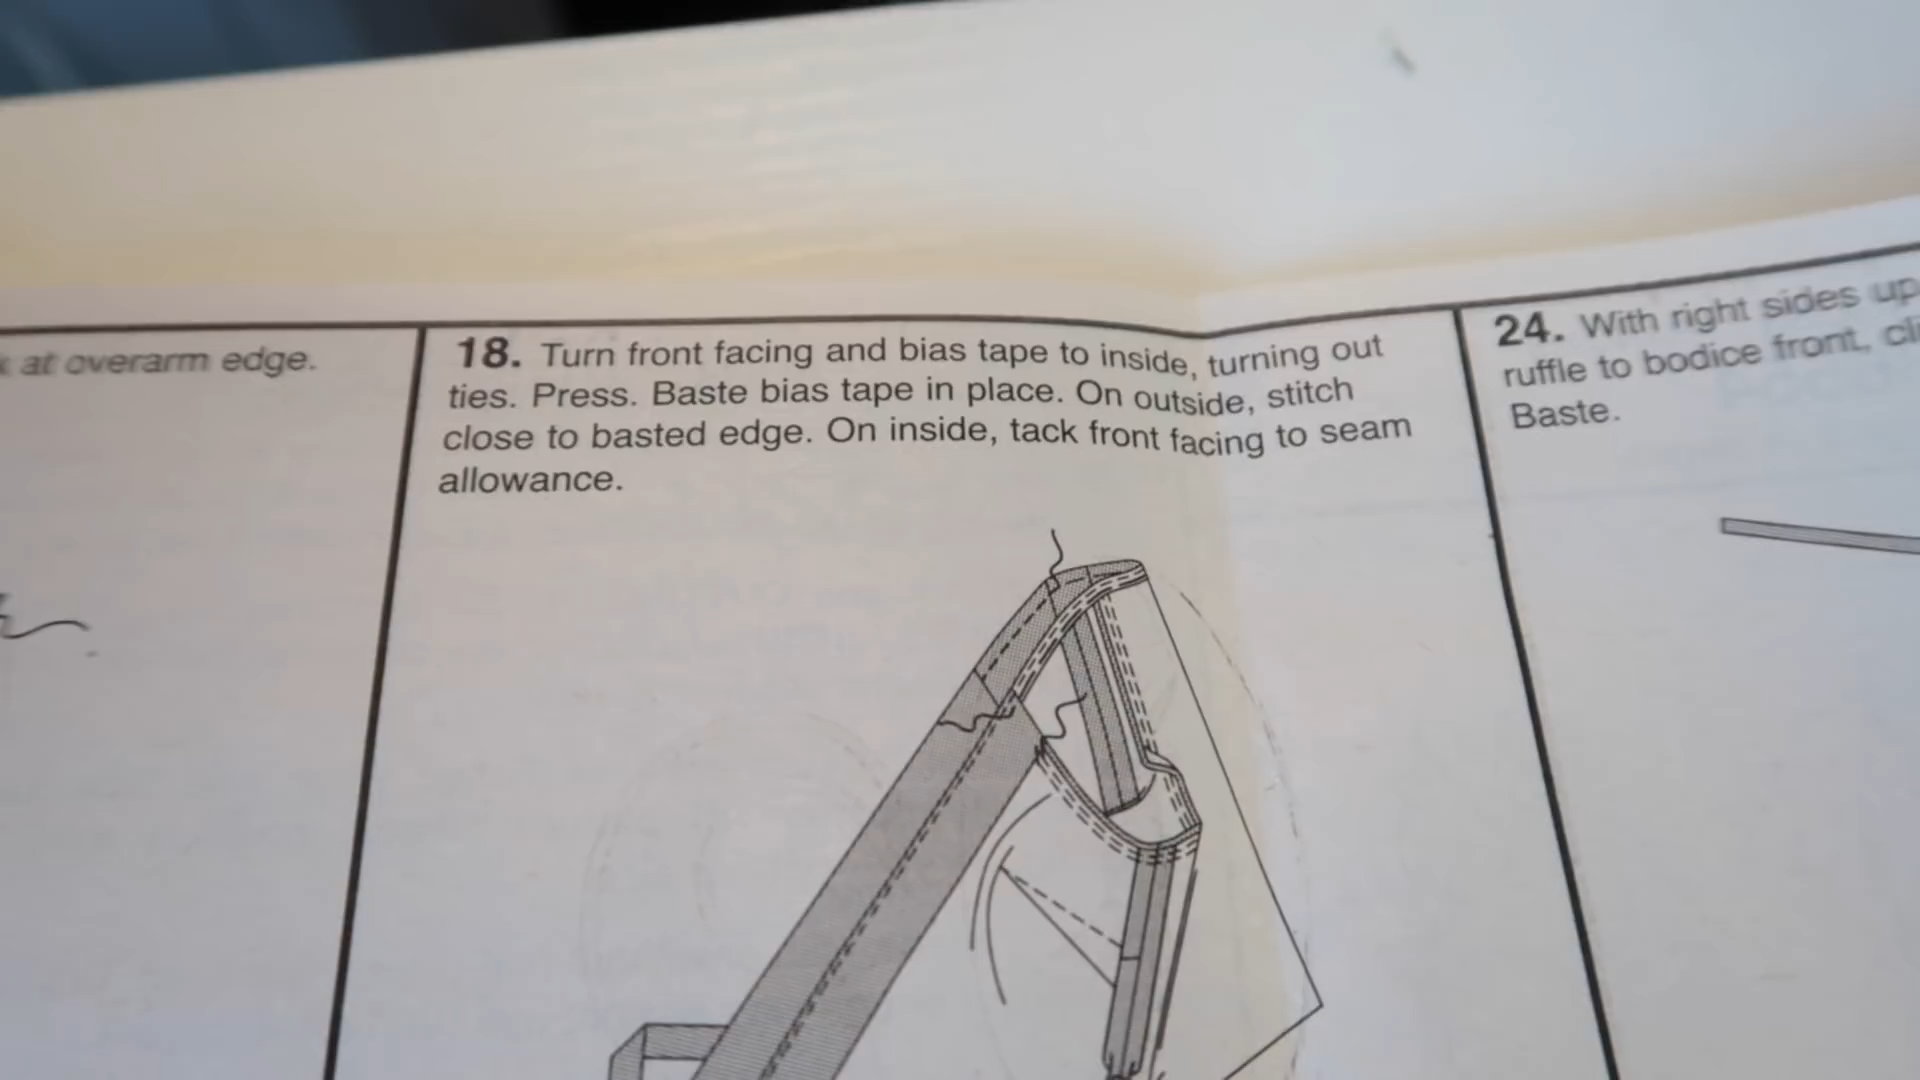 at overarm edge.
18. Turn front facing and bias tape to inside, turning out
ties. Press. Baste bias tape in place. On outside, stitch
close to basted edge. On inside, tack front facing to seam
allowance.
24. With right sides up
ruffle to bodice front, cli
Baste.